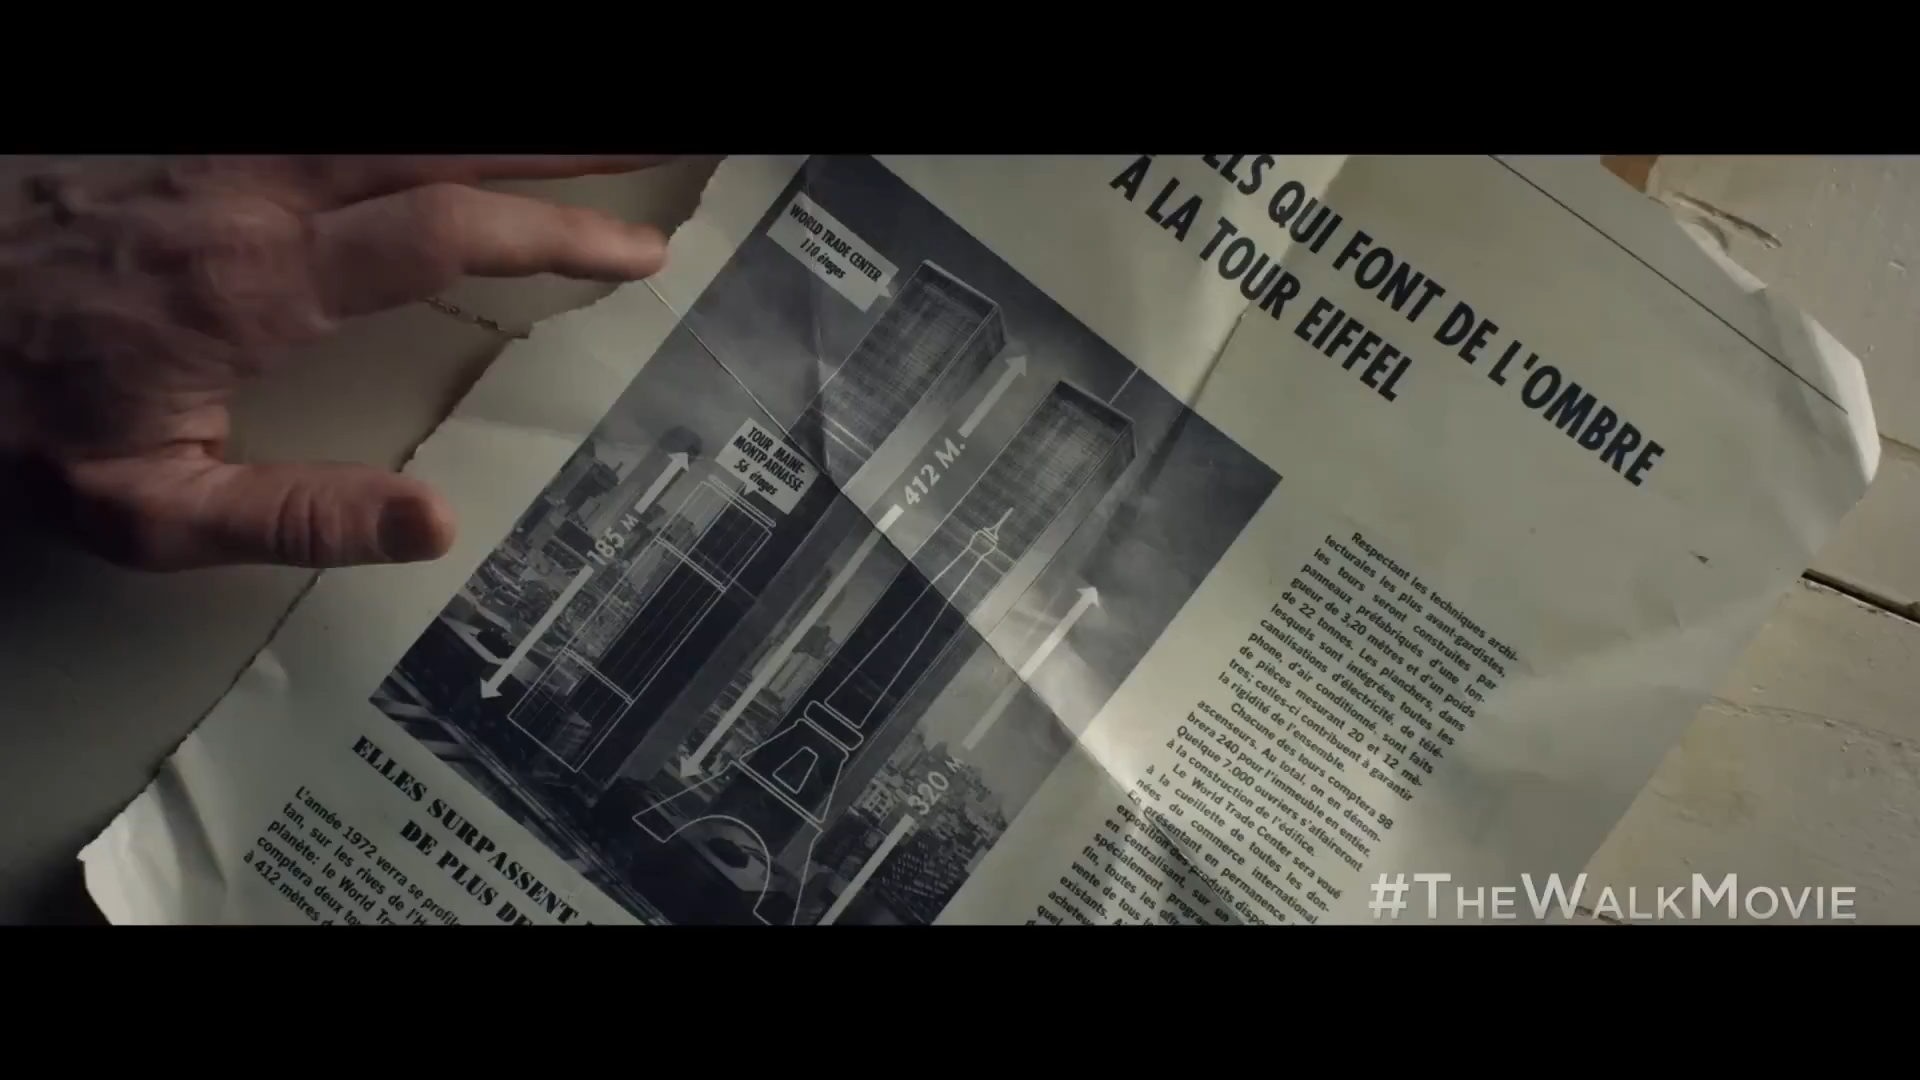 QUI FONT DE L'OMBRE
À LA TOUR EIFFEL
WORLD TRADE CENTER
110 étages
TOUR MAINE-
MONTPARNASSE
56 étages
185 M
412 M.
320 M
ELLES SURPASSENT
DE PLUS DE
L'année 1972 verra se
tan, sur les rives de
planète: le World
comptera deux
à 412 mètres
Respectant les techniques archi-
tecturales les plus avant-gardistes,
les tours seront construites par
panneaux, préfabriqués d'une lon-
gueur de 3,20 mètres et d'un poids
de 22 tonnes. Les planchers, dans
lesquels sont intégrées toutes les
canalisations d'électricité, de télé-
phone, d'air conditionné, sont faits
de pièces mesurant 20 et 12 mè-
tres; celles-ci contribuent à garantir
la rigidité de l'ensemble.
Chacune des tours comptera 98
ascenseurs. Au total, on en dénom-
brera 240 pour l'immeuble en entier.
Quelque 7.000 ouvriers s'affaireront
à la construction de l'édifice.
Le World Trade Center sera voué
à la cueillette de toutes les don-
nées du commerce international
En présentant en permanence
exposition des produits
en centralisant, sur un
spécialement
fin, toutes les
vente de tous
existants.
acheteur
quel
#THEWALKMOVIE